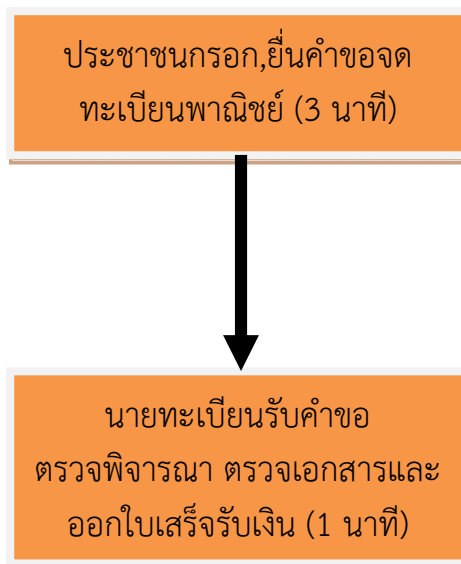 ประชาชนกรอก,ยื่นคำขอจด
ทะเบียนพาณิชย์ (3 นาที)
นายทะเบียนรับคำขอ
ตรวจพิจารณา ตรวจเอกสารและ
ออกใบเสร็จรับเงิน (1 นาที)